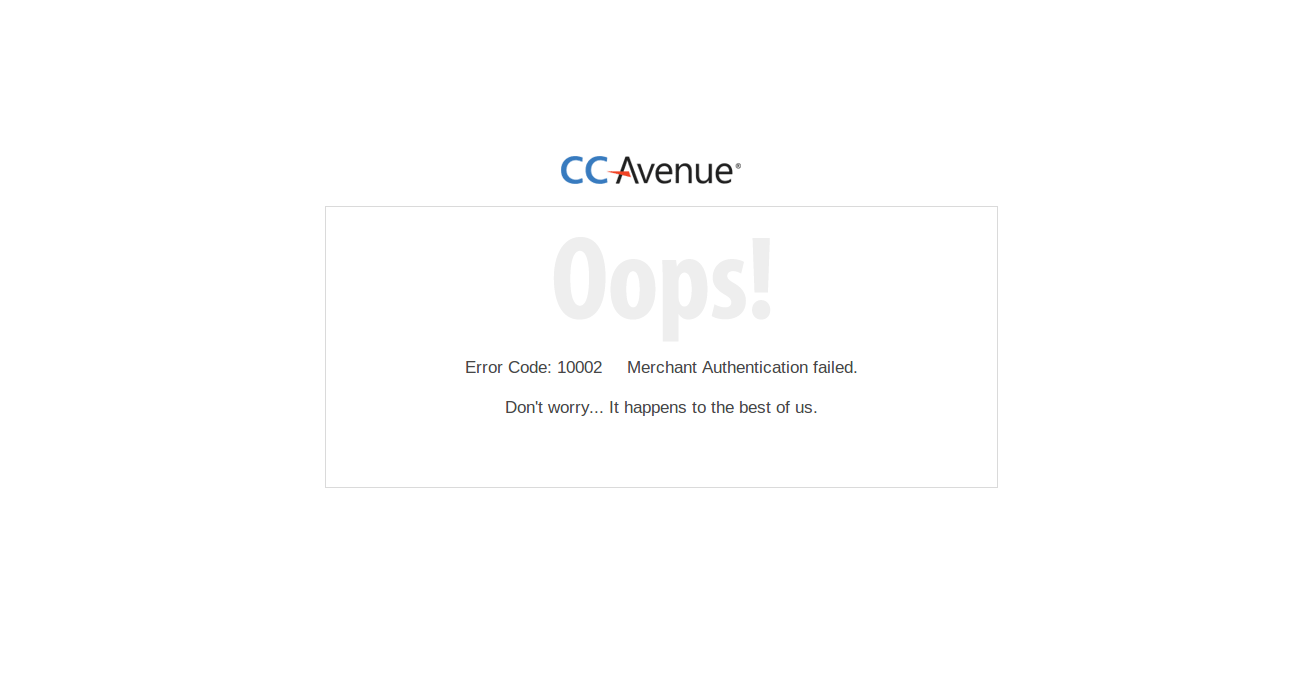 CCAvenue®
Oops!
Error Code: 10002 Merchant Authentication failed.
Don't worry... It happens to the best of us.